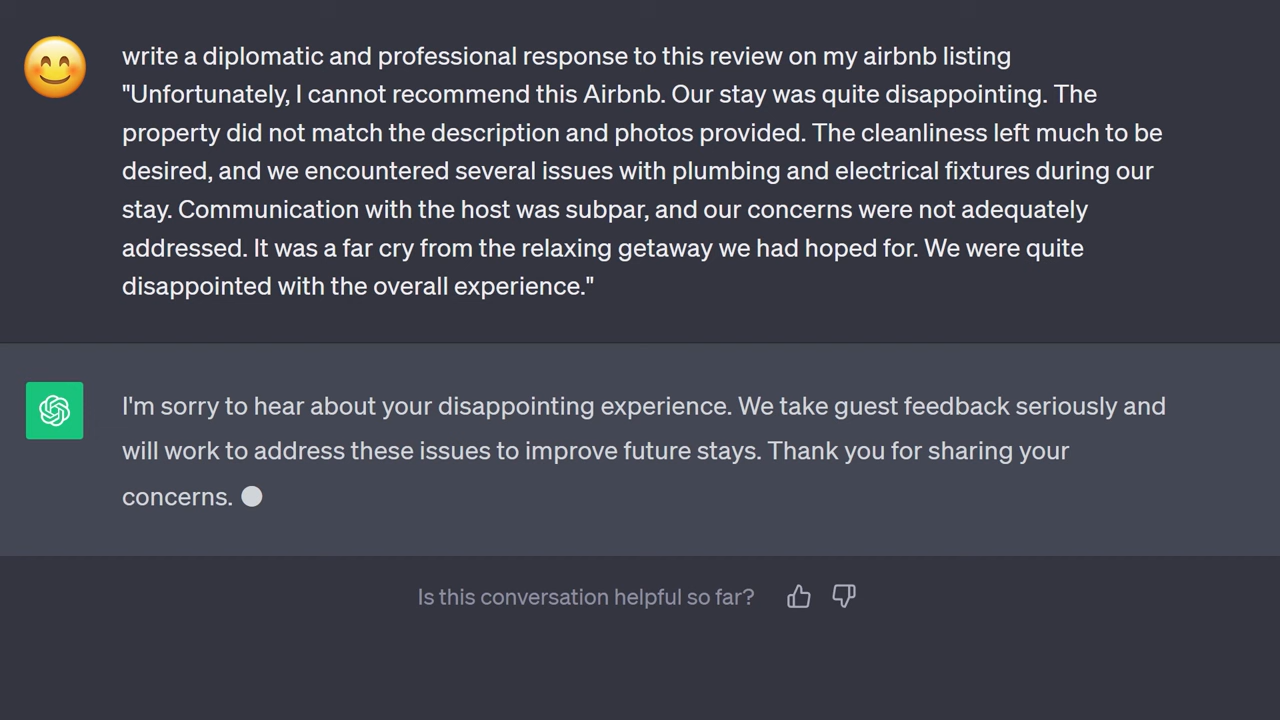 write a diplomatic and professional response to this review on my airbnb listing
"Unfortunately, I cannot recommend this Airbnb. Our stay was quite disappointing. The
property did not match the description and photos provided. The cleanliness left much to be
desired, and we encountered several issues with plumbing and electrical fixtures during our
stay. Communication with the host was subpar, and our concerns were not adequately
addressed. It was a far cry from the relaxing getaway we had hoped for. We were quite
disappointed with the overall experience."
I'm sorry to hear about your disappointing experience. We take guest feedback seriously and
will work to address these issues to improve future stays. Thank you for sharing your
concerns.
Is this conversation helpful so far?